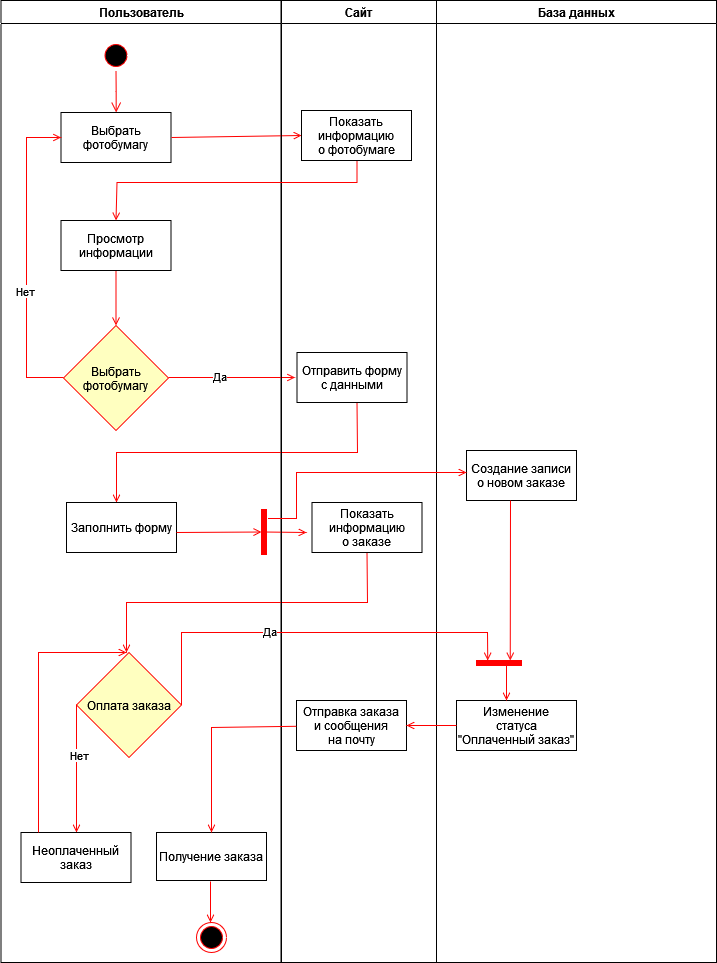 Пользователь
Сайт
База данных
Выбрать
фотобумагу
Показать
информацию
о фотобумаге
Просмотр
информации
Нет
Выбрать
фотобумагу
Да
Отправить форму
с данными
Создание записи
о новом заказе
Заполнить форму
Показать
информацию
о заказе
Да
Оплата заказа
Отправка заказа
и сообщения
на почту
Изменение
статуса
"Оплаченный заказ"
Нет
Неоплаченный
заказ
Получение заказа